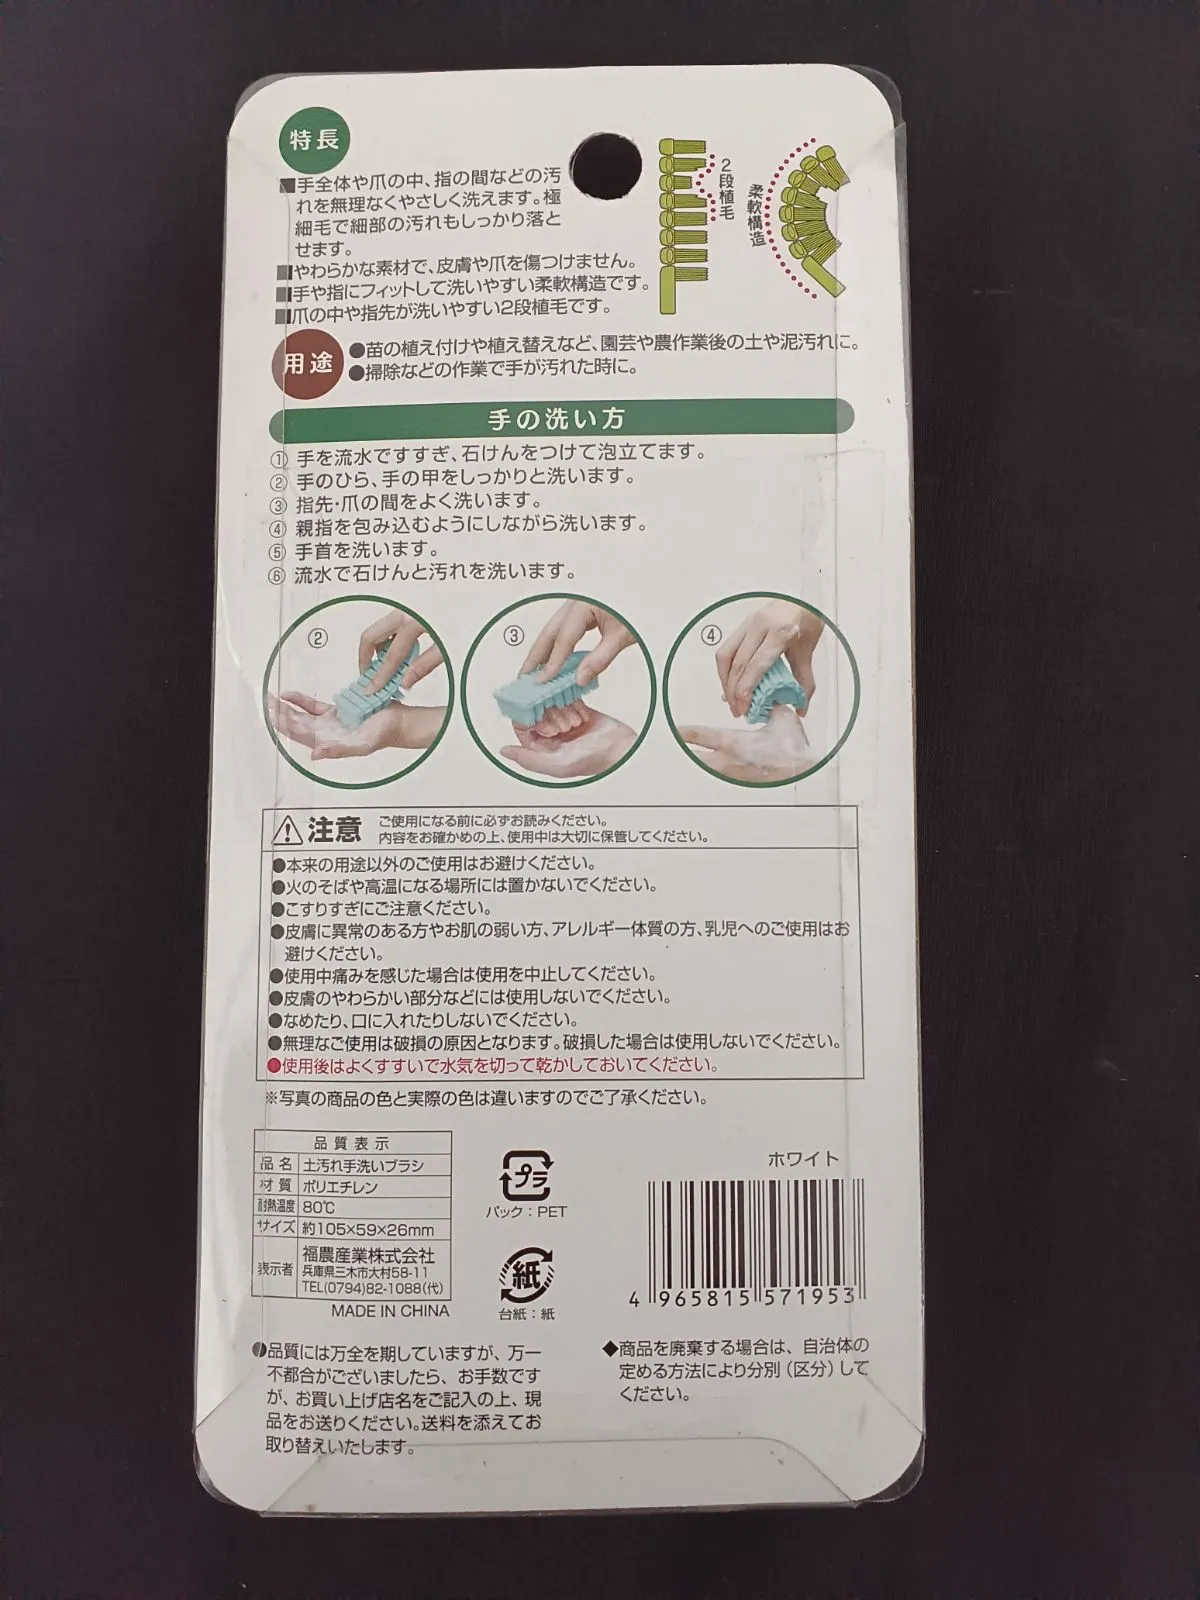 特長
■手全体や爪の中、指の間などの汚
れを無理なくやさしく洗えます。極
細毛で細部の汚れもしっかり落と
せます。
■やわらかな素材で、皮膚や爪を傷つけません。
■手や指にフィットして洗いやすい柔軟構造です。
■爪の中や指先が洗いやすい2段植毛です。
2段植毛
柔軟構造
用途
●苗の植え付けや植え替えなど、園芸や農作業後の土や泥汚れに。
●掃除などの作業で手が汚れた時に。
手の洗い方
① 手を流水ですすぎ、石けんをつけて泡立てます。
② 手のひら、手の甲をしっかりと洗います。
③ 指先・爪の間をよく洗います。
④ 親指を包み込むようにしながら洗います。
⑤ 手首を洗います。
⑥ 流水で石けんと汚れを洗います。
② ③ ④
注意
ご使用になる前に必ずお読みください。
内容をお確かめの上、使用中は大切に保管してください。
●本来の用途以外のご使用はお避けください。
●火のそばや高温になる場所には置かないでください。
●こすりすぎにご注意ください。
●皮膚に異常のある方やお肌の弱い方、アレルギー体質の方、乳児へのご使用はお
避けください。
●使用中痛みを感じた場合は使用を中止してください。
●皮膚のやわらかい部分などには使用しないでください。
●なめたり、口に入れたりしないでください。
●無理なご使用は破損の原因となります。破損した場合は使用しないでください。
●使用後はよくすすいで水気を切って乾かしておいてください。
※写真の商品の色と実際の色は違いますのでご了承ください。
品質表示
品名 土汚れ手洗いブラシ
材質 ポリエチレン
耐熱温度 80℃
サイズ 約105×59×26mm
表示者 福農産業株式会社
兵庫県三木市大村58-11
TEL(0794)82-1088(代)
MADE IN CHINA
プラ
パック：PET
紙
台紙：紙
ホワイト
4 965815 571953
●品質には万全を期していますが、万一
不都合がございましたら、お手数です
が、お買い上げ店名をご記入の上、現
品をお送りください。送料を添えてお
取り替えいたします。
◆商品を廃棄する場合は、自治体の
定める方法により分別（区分）して
ください。